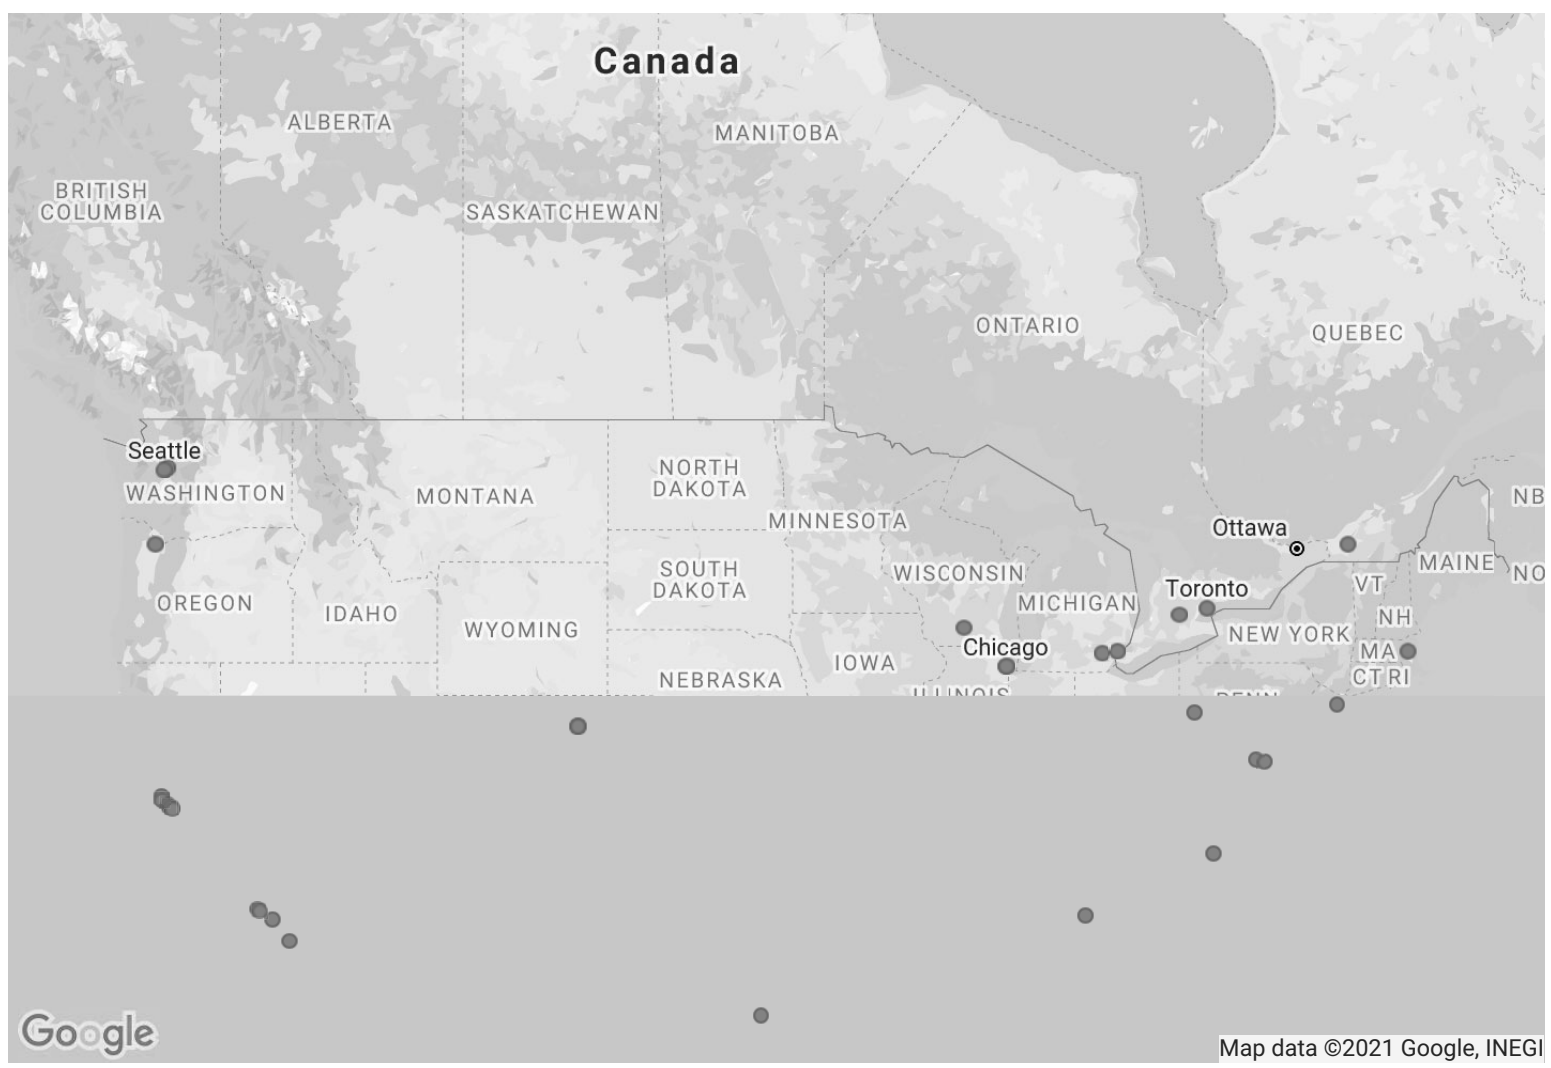 Canada
ALBERTA
MANITOBA
BRITISH
COLUMBIA
SASKATCHEWAN
ONTARIO
QUEBEC
Seattle
WASHINGTON
MONTANA
NORTH
DAKOTA
MINNESOTA
NB
Ottawa
MAINE
NO
OREGON
IDAHO
SOUTH
DAKOTA
WISCONSIN
MICHIGAN
Toronto
VT
NH
WYOMING
NEW YORK
Chicago
IOWA
MA
NEBRASKA
CT RI
ILLINOIS
PENN
Google
Map data ©2021 Google, INEGI